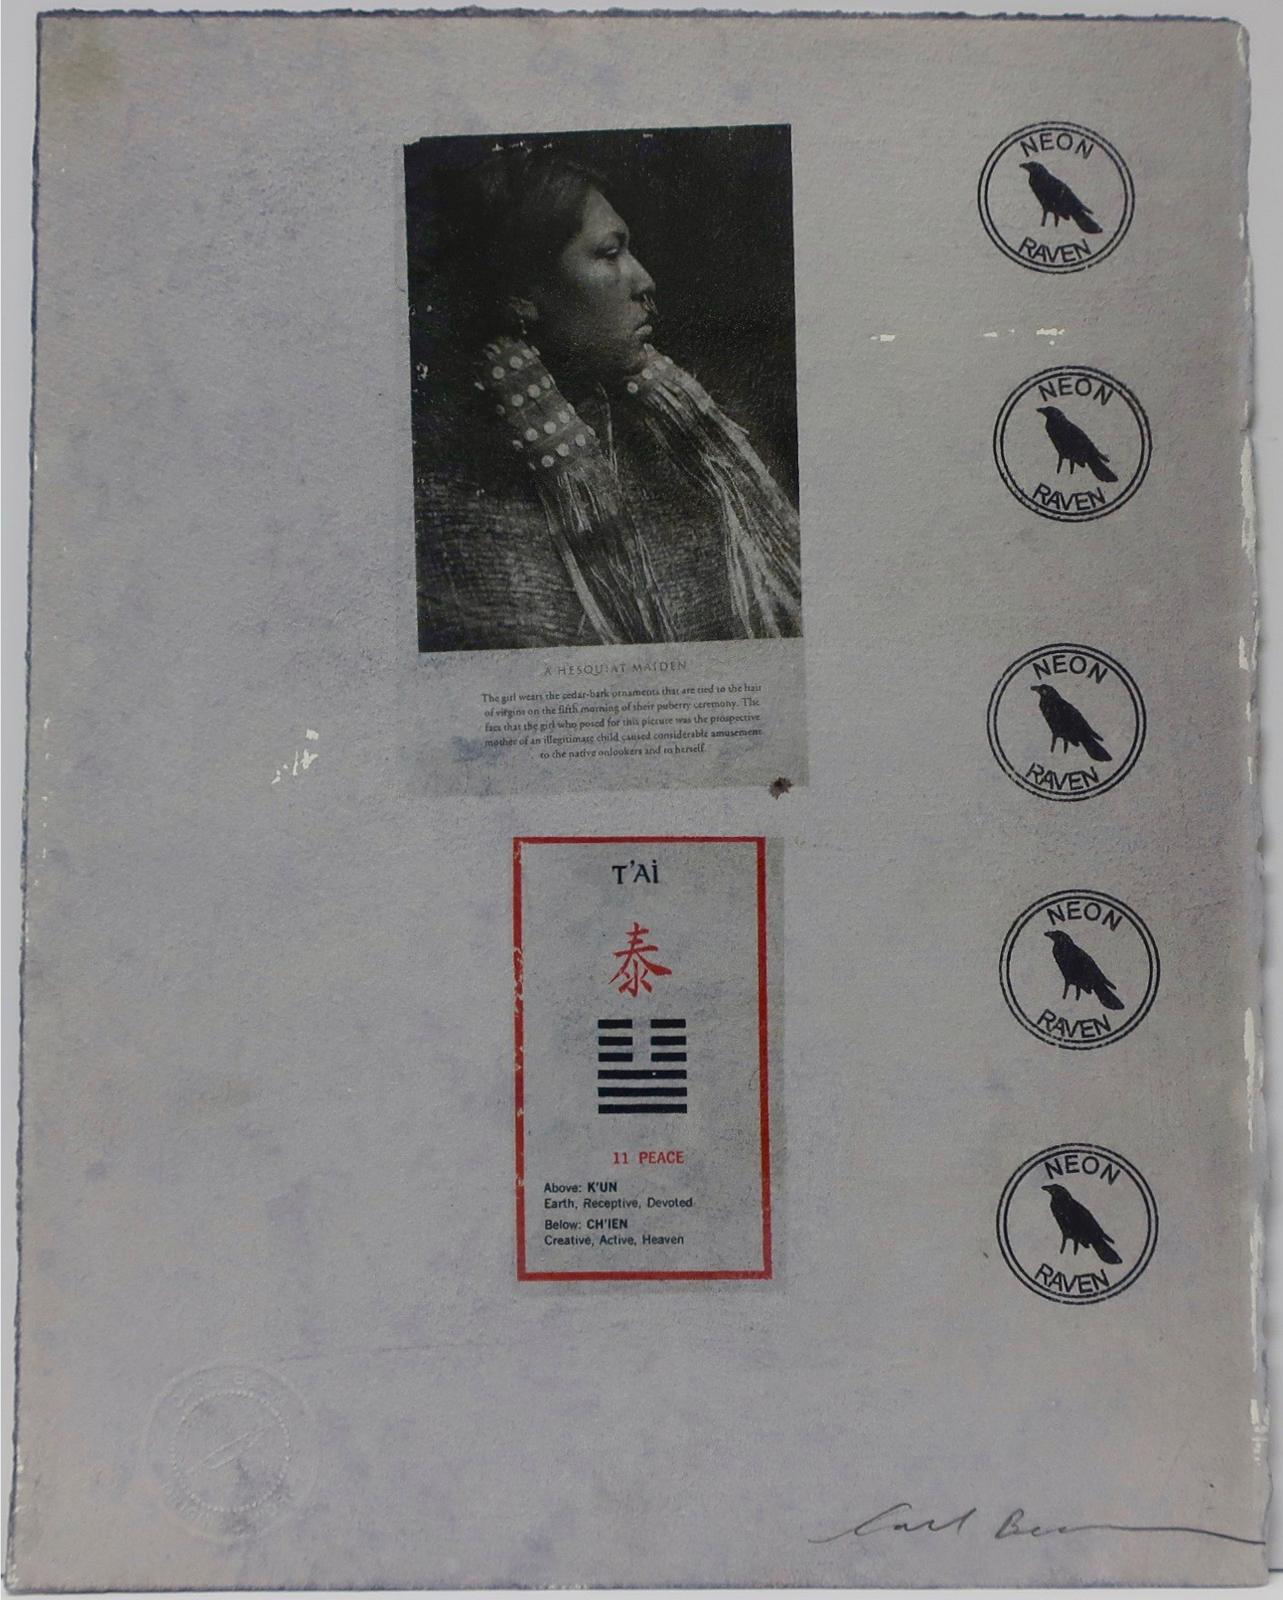 A HESQUIAT MAIDEN
The girl wears the cedar-bark ornaments that are tied to the hair
of virgins on the fifth morning of their puberty ceremony. The
fact that the girl who posed for this picture was the prospective
mother of an illegitimate child caused considerable amusement
to the native onlookers and to herself.
T'Ai
泰
11 PEACE
Above: K'UN
Earth, Receptive, Devoted
Below: CH'IEN
Creative, Active, Heaven
NEON
RAVEN
NEON
RAVEN
NEON
RAVEN
NEON
RAVEN
NEON
RAVEN
Carl